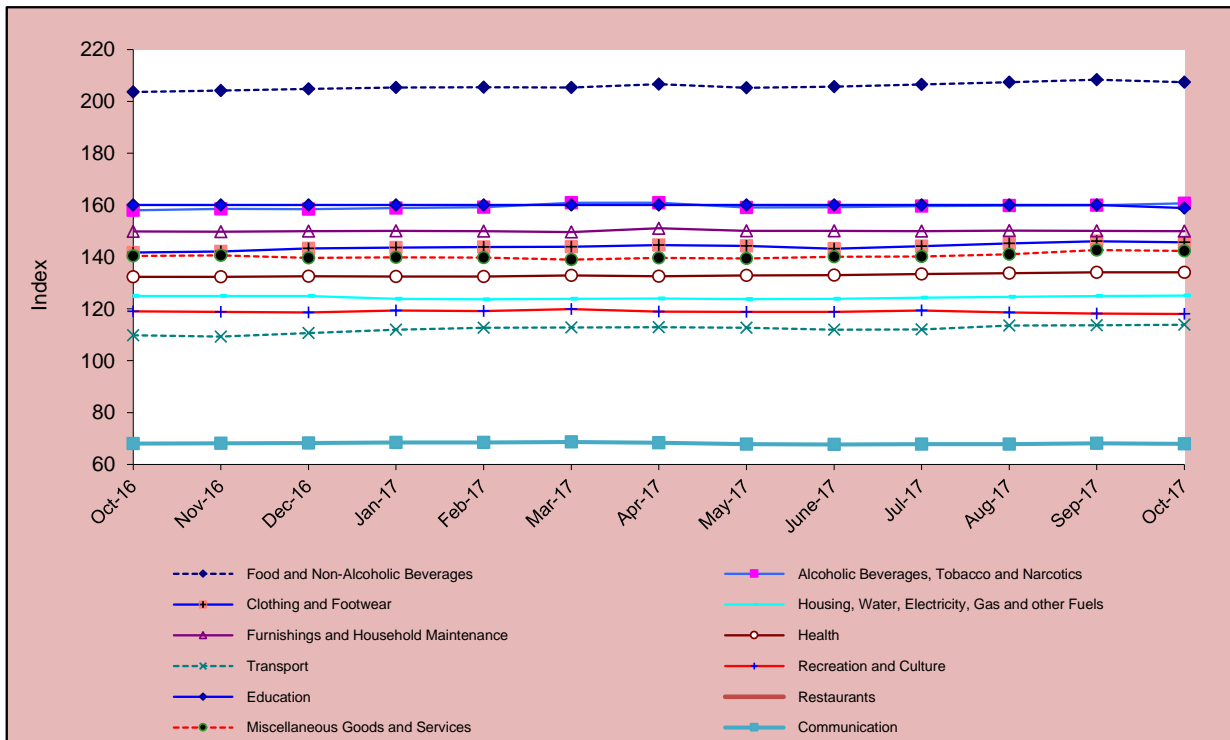 220
200
180
160
140
120
100
80
60
Index
Oct-16
Nov-16
Dec-16
Jan-17
Feb-17
Mar-17
Apr-17
May-17
June-17
Jul-17
Aug-17
Sep-17
Oct-17
Food and Non-Alcoholic Beverages
Alcoholic Beverages, Tobacco and Narcotics
Clothing and Footwear
Housing, Water, Electricity, Gas and other Fuels
Furnishings and Household Maintenance
Health
Transport
Recreation and Culture
Education
Restaurants
Miscellaneous Goods and Services
Communication